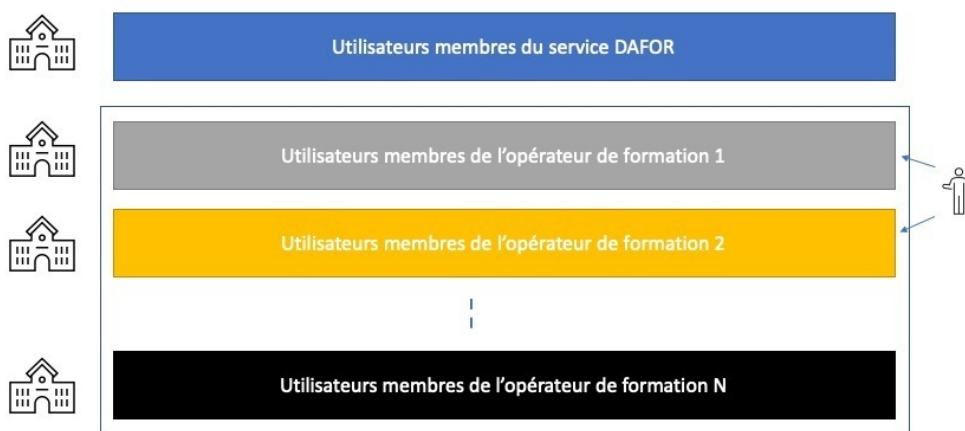 Utilisateurs membres du service DAFOR
Utilisateurs membres de l'opérateur de formation 1
Utilisateurs membres de l'opérateur de formation 2
Utilisateurs membres de l'opérateur de formation N